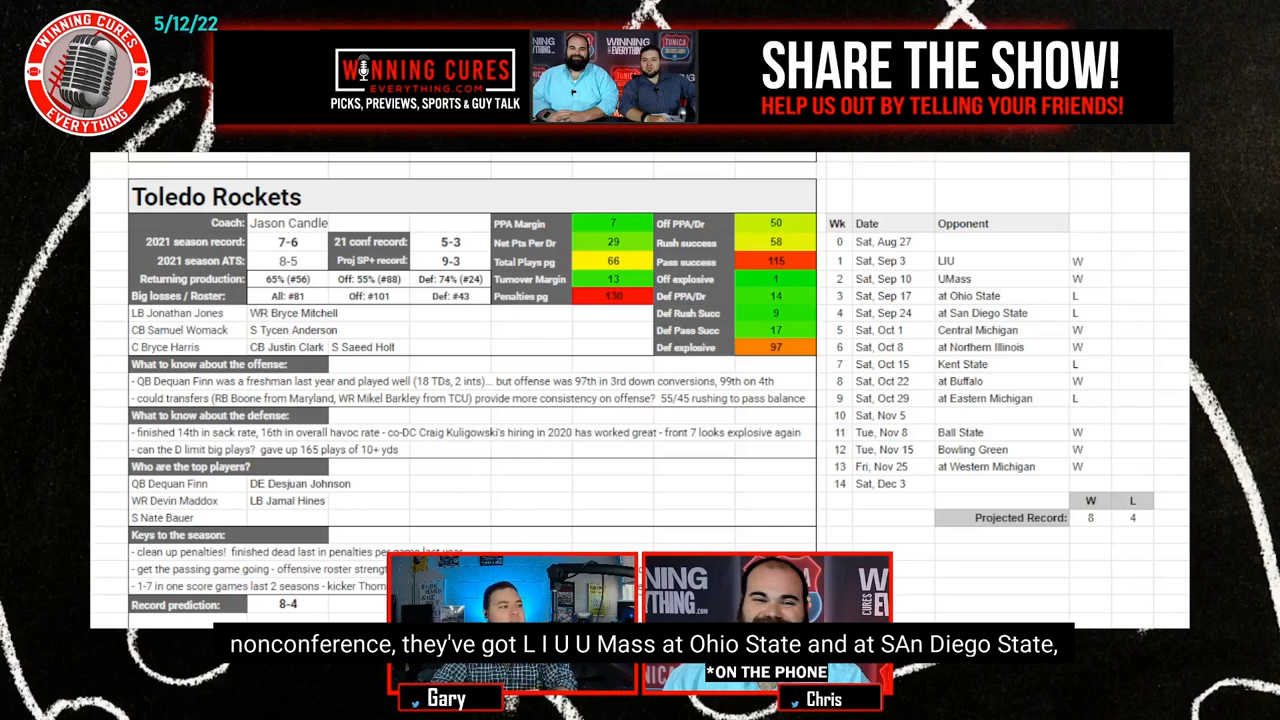 5/12/22
WINNING CURES
EVERYTHING
WINNING CURES
EVERYTHING.COM
PICKS, PREVIEWS, SPORTS & GUY TALK
SHARE THE SHOW!
HELP US OUT BY TELLING YOUR FRIENDS!
Toledo Rockets
Coach: Jason Candle
2021 season record: 7-6 21 conf record: 5-3
2021 season ATS: 8-5 Proj SP+ record: 9-3
Returning production: 65% (#56) Off: 55% (#88) Def: 74% (#24)
Big losses / Roster: All: #81 Off: #101 Def: #43
LB Jonathan Jones WR Bryce Mitchell
CB Samuel Womack S Tycen Anderson
C Bryce Harris CB Justin Clark S Saeed Holt
PPA Margin 7 Off PPA/Dr 50
Net Pts Per Dr 29 Rush success 58
Total Plays pg 66 Pass success 115
Turnover Margin 13 Off explosive 1
Penalties pg 130 Def PPA/Dr 14
Def Rush Succ 9
Def Pass Succ 17
Def explosive 97
What to know about the offense:
- QB Dequan Finn was a freshman last year and played well (18 TDs, 2 ints)... but offense was 97th in 3rd down conversions, 99th on 4th
- could transfers (RB Boone from Maryland, WR Mikel Barkley from TCU) provide more consistency on offense? 55/45 rushing to pass balance
What to know about the defense:
- finished 14th in sack rate, 16th in overall havoc rate - co-DC Craig Kuligowski's hiring in 2020 has worked great - front 7 looks explosive again
- can the D limit big plays? gave up 165 plays of 10+ yds
Who are the top players?
QB Dequan Finn DE Desjuan Johnson
WR Devin Maddox LB Jamal Hines
S Nate Bauer
Keys to the season:
- clean up penalties! finished dead last in penalties per game last year
- get the passing game going - offensive roster strengt
- 1-7 in one score games last 2 seasons - kicker Thom
Record prediction: 8-4
Wk Date Opponent
0 Sat, Aug 27
1 Sat, Sep 3 LIU W
2 Sat, Sep 10 UMass W
3 Sat, Sep 17 at Ohio State L
4 Sat, Sep 24 at San Diego State L
5 Sat, Oct 1 Central Michigan W
6 Sat, Oct 8 at Northern Illinois W
7 Sat, Oct 15 Kent State L
8 Sat, Oct 22 at Buffalo W
9 Sat, Oct 29 at Eastern Michigan L
10 Sat, Nov 5
11 Tue, Nov 8 Ball State W
12 Tue, Nov 15 Bowling Green W
13 Fri, Nov 25 at Western Michigan W
14 Sat, Dec 3
W L
Projected Record: 8 4
nonconference, they've got L I U U Mass at Ohio State and at SAn Diego State,
*ON THE PHONE
Gary
Chris